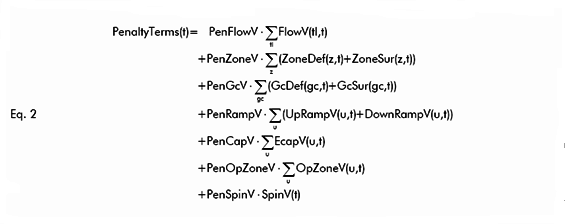 PenaltyTerms(t)= PenFlowV · ∑ FlowV(tl,t)
tl
+PenZoneV · ∑ (ZoneDef(z,t)+ZoneSur(z,t))
z
+PenGcV · ∑ (GcDef(gc,t)+GcSur(gc,t))
gc
Eq. 2 +PenRampV · ∑ (UpRampV(u,t)+DownRampV(u,t))
u
+PenCapV · ∑ EcapV(u,t)
u
+PenOpZoneV · ∑ OpZoneV(u,t)
u
+PenSpinV · SpinV(t)